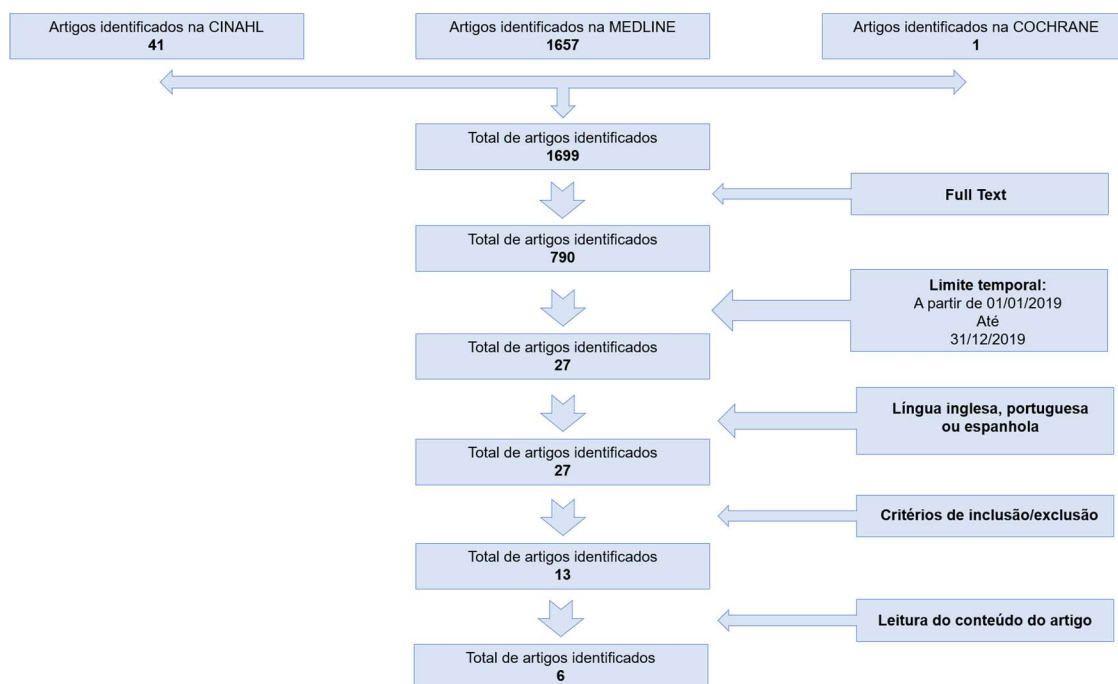 Artigos identificados na CINAHL
41
Artigos identificados na MEDLINE
1657
Artigos identificados na COCHRANE
1
Total de artigos identificados
1699
Full Text
Total de artigos identificados
790
Limite temporal:
A partir de 01/01/2019
Até
31/12/2019
Total de artigos identificados
27
Língua inglesa, portuguesa
ou espanhola
Total de artigos identificados
27
Critérios de inclusão/exclusão
Total de artigos identificados
13
Leitura do conteúdo do artigo
Total de artigos identificados
6